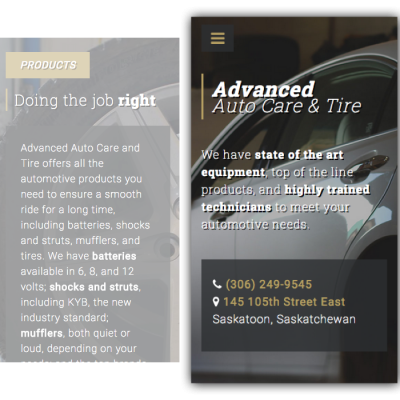 PRODUCTS
Doing the job right
Advanced Auto Care and
Tire offers all the
automotive products you
need to ensure a smooth
ride for a long time,
including batteries, shocks
and struts, mufflers, and
tires. We have batteries
available in 6, 8, and 12
volts; shocks and struts,
including KYB, the new
industry standard;
mufflers, both quiet or
loud, depending on your
Advanced
Auto Care & Tire
We have state of the art
equipment, top of the line
products, and highly trained
technicians to meet your
automotive needs.
(306) 249-9545
145 105th Street East
Saskatoon, Saskatchewan